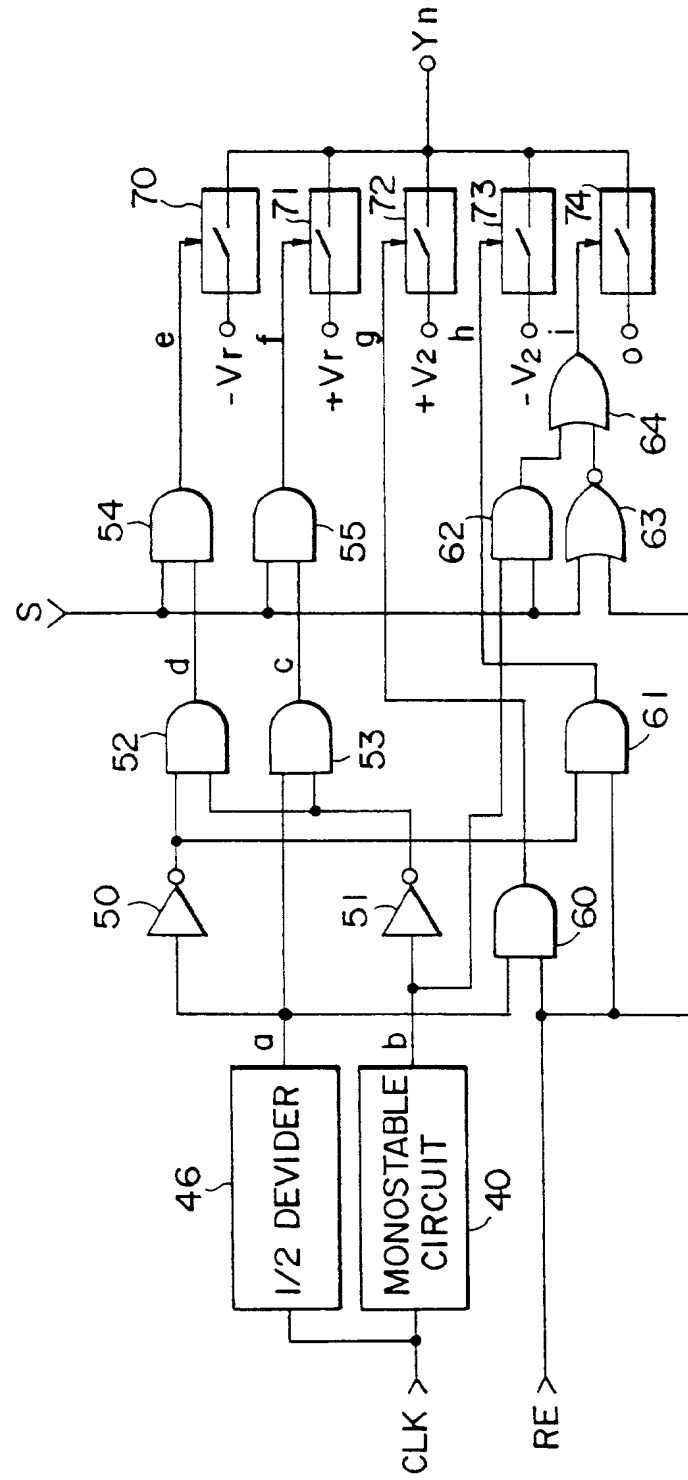 S
CLK
RE
46
1/2 DEVIDER
MONOSTABLE
CIRCUIT
40
a
b
50
51
52
53
60
61
d
c
54
55
62
63
64
e
f
g
h
i
-Vr
+Vr
+V2
-V2
0
70
71
72
73
74
Yn